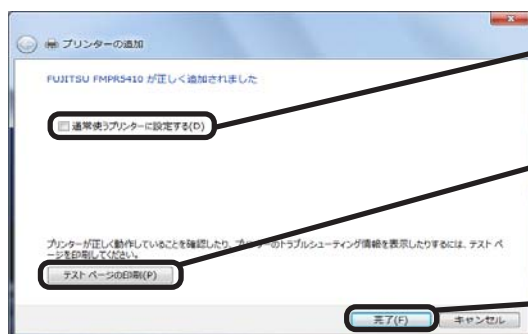 プリンターの追加
FUJITSU FMPR5410 が正しく追加されました
通常使うプリンターに設定する(D)
プリンターが正しく動作していることを確認したり、プリンターのトラブルシューティング情報を表示したりするには、テスト ペ
ージを印刷してください。
テスト ページの印刷(P)
完了(F)
キャンセル